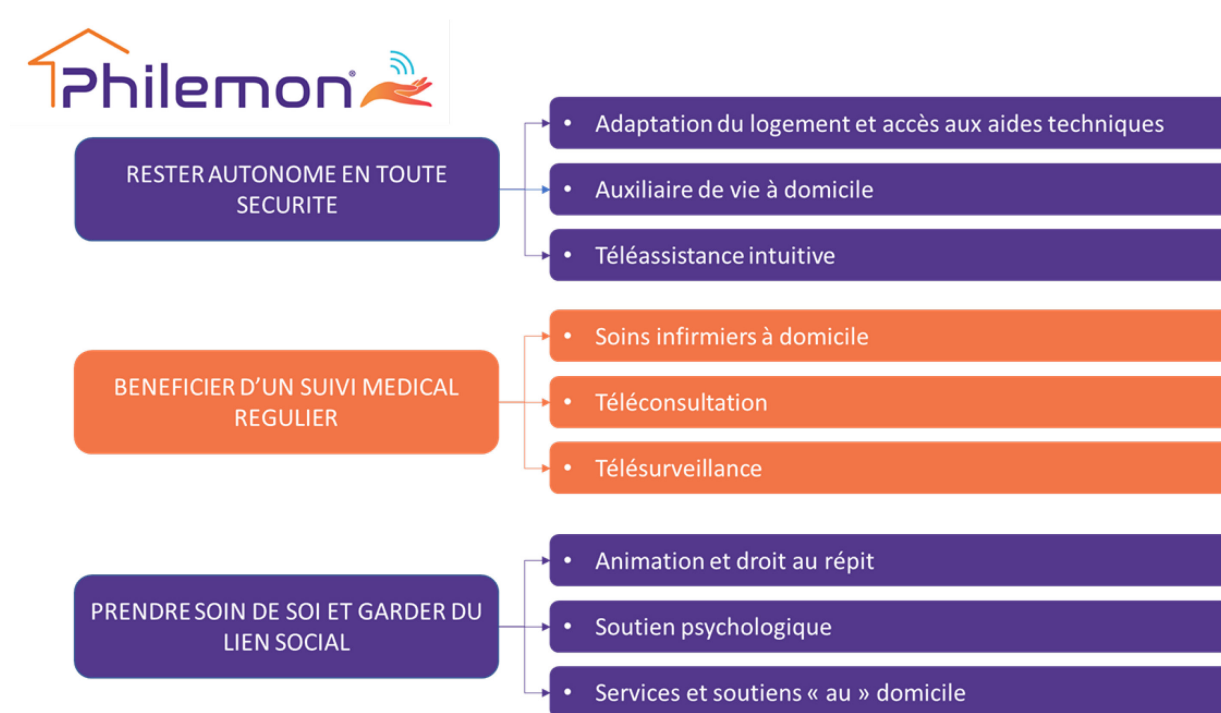 Philemon®
RESTER AUTONOME EN TOUTE
SECURITE
• Adaptation du logement et accès aux aides techniques
• Auxiliaire de vie à domicile
• Téléassistance intuitive
BENEFICIER D’UN SUIVI MEDICAL
REGULIER
• Soins infirmiers à domicile
• Téléconsultation
• Télésurveillance
PRENDRE SOIN DE SOI ET GARDER DU
LIEN SOCIAL
• Animation et droit au répit
• Soutien psychologique
• Services et soutiens « au » domicile